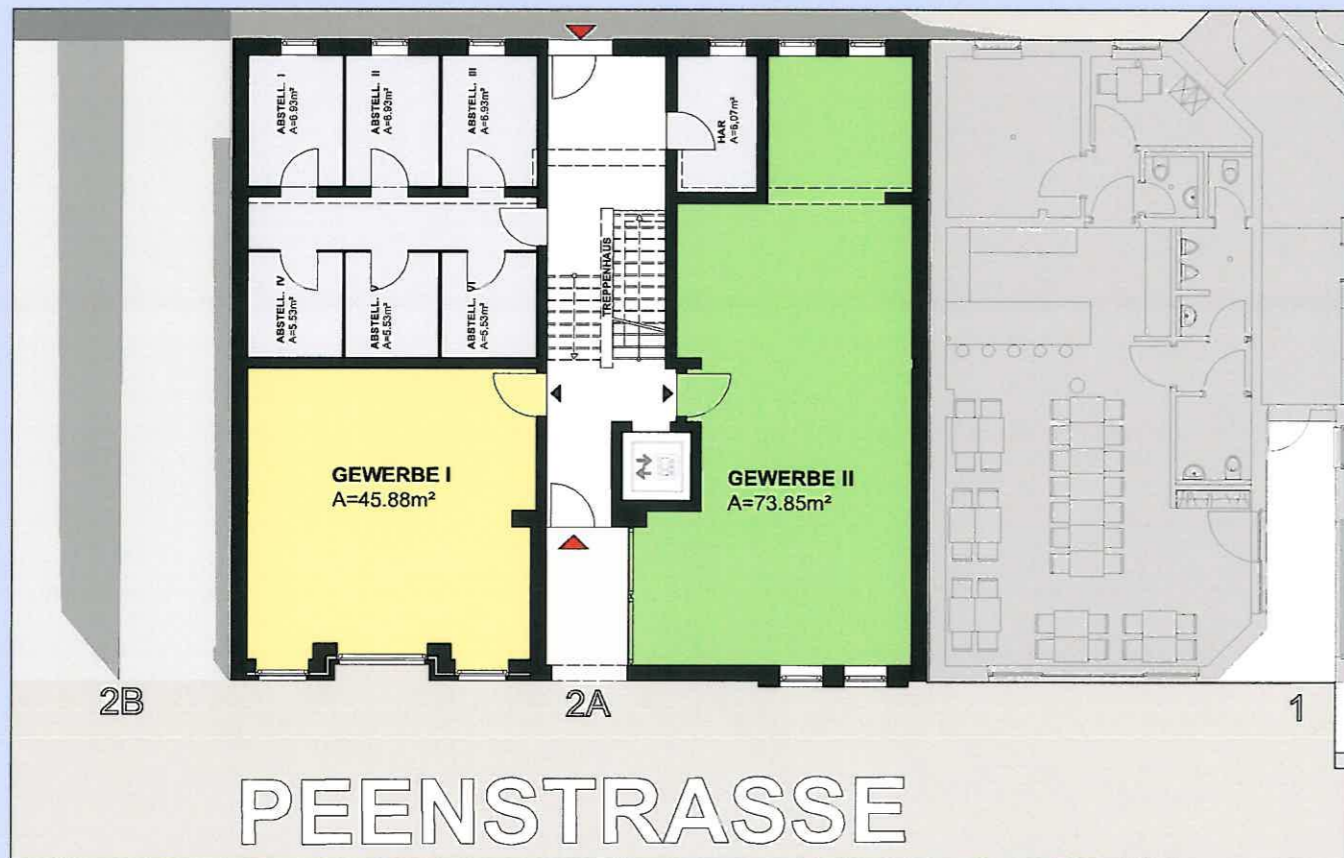 ABSTELL. I
A=6.93m²
ABSTELL. II
A=6.93m²
ABSTELL. III
A=6.93m²
HAR
A=6,07m²
ABSTELL. IV
A=5.53m²
ABSTELL. V
A=5.53m²
ABSTELL. VI
A=5,53m²
TREPPENHAUS
GEWERBE I
A=45.88m²
GEWERBE II
A=73.85m²
2B
2A
1
PEENSTRASSE